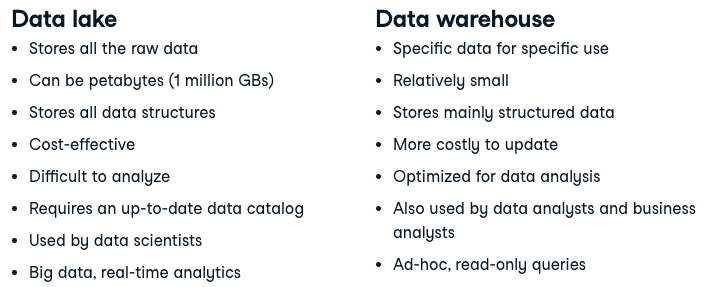 Data lake
• Stores all the raw data
• Can be petabytes (1 million GBs)
• Stores all data structures
• Cost-effective
• Difficult to analyze
• Requires an up-to-date data catalog
• Used by data scientists
• Big data, real-time analytics
Data warehouse
• Specific data for specific use
• Relatively small
• Stores mainly structured data
• More costly to update
• Optimized for data analysis
• Also used by data analysts and business
analysts
• Ad-hoc, read-only queries